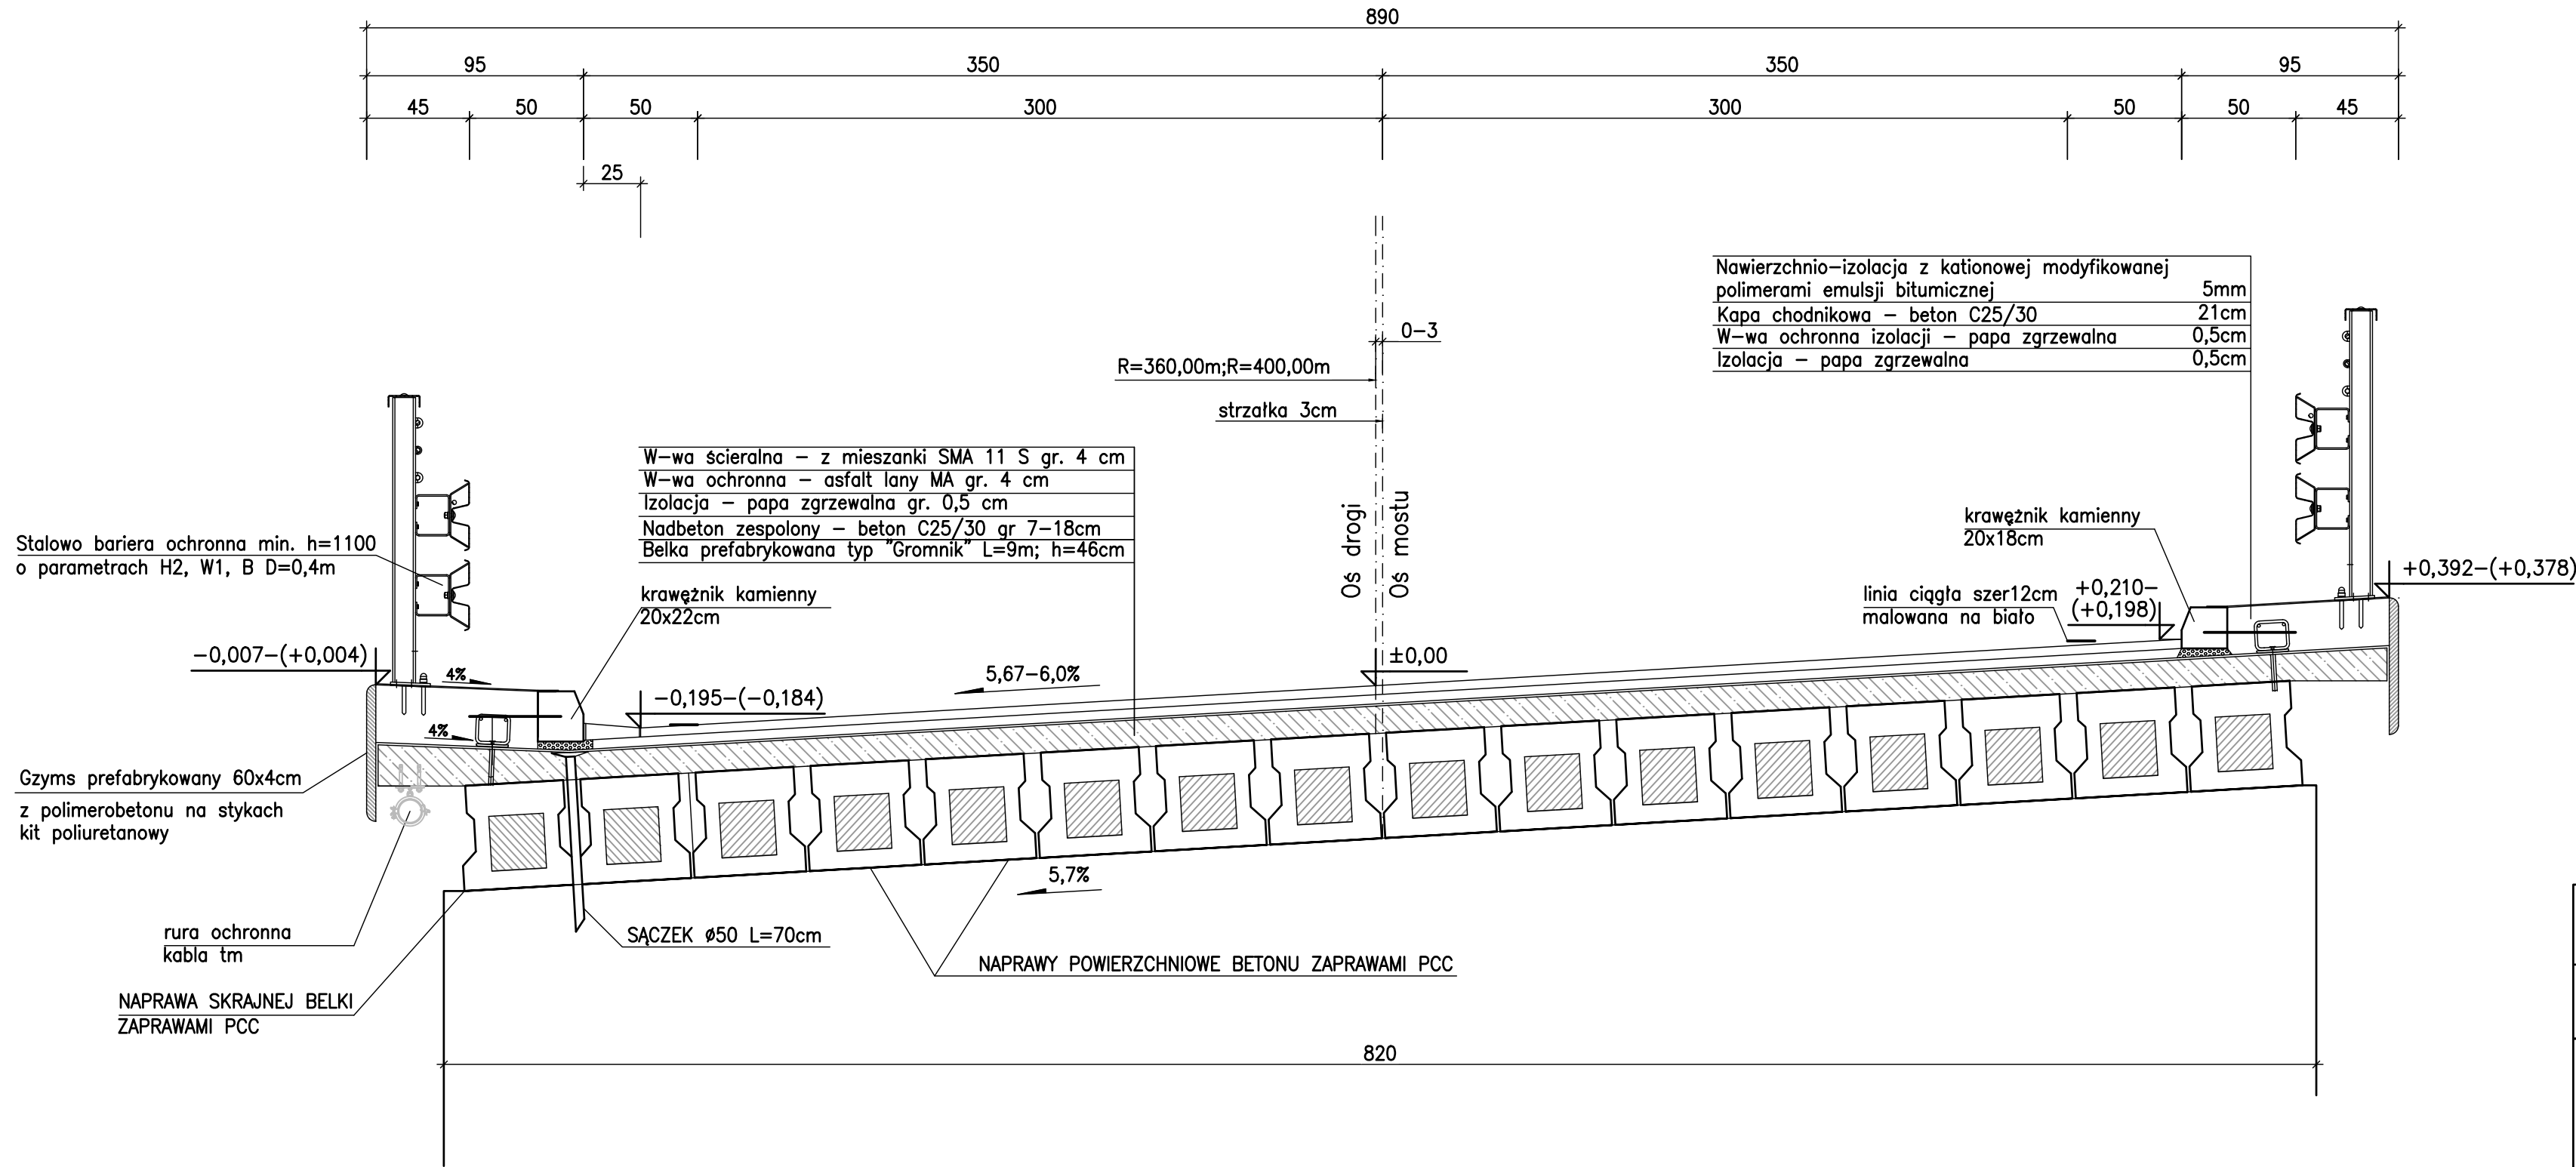 890
95 350 350 95
45 50 50 300 300 50 50 45
25
Nawierzchnio-izolacja z kationowej modyfikowanej
polimerami emulsji bitumicznej 5mm
Kapa chodnikowa - beton C25/30 21cm
W-wa ochronna izolacji - papa zgrzewalna 0,5cm
Izolacja - papa zgrzewalna 0,5cm
0-3
R=360,00m;R=400,00m
strzałka 3cm
Oś drogi
Oś mostu
W-wa ścieralna - z mieszanki SMA 11 S gr. 4 cm
W-wa ochronna - asfalt lany MA gr. 4 cm
Izolacja - papa zgrzewalna gr. 0,5 cm
Nadbeton zespolony - beton C25/30 gr 7-18cm
Belka prefabrykowana typ "Gromnik" L=9m; h=46cm
Stalowo bariera ochronna min. h=1100
o parametrach H2, W1, B D=0,4m
krawężnik kamienny
20x22cm
krawężnik kamienny
20x18cm
linia ciągła szer12cm
malowana na biało
+0,210-
(+0,198)
+0,392-(+0,378)
-0,007-(+0,004)
4%
-0,195-(-0,184)
5,67-6,0%
±0,00
4%
Gzyms prefabrykowany 60x4cm
z polimerobetonu na stykach
kit poliuretanowy
5,7%
rura ochronna
kabla tm
SĄCZEK ø50 L=70cm
NAPRAWY POWIERZCHNIOWE BETONU ZAPRAWAMI PCC
NAPRAWA SKRAJNEJ BELKI
ZAPRAWAMI PCC
820